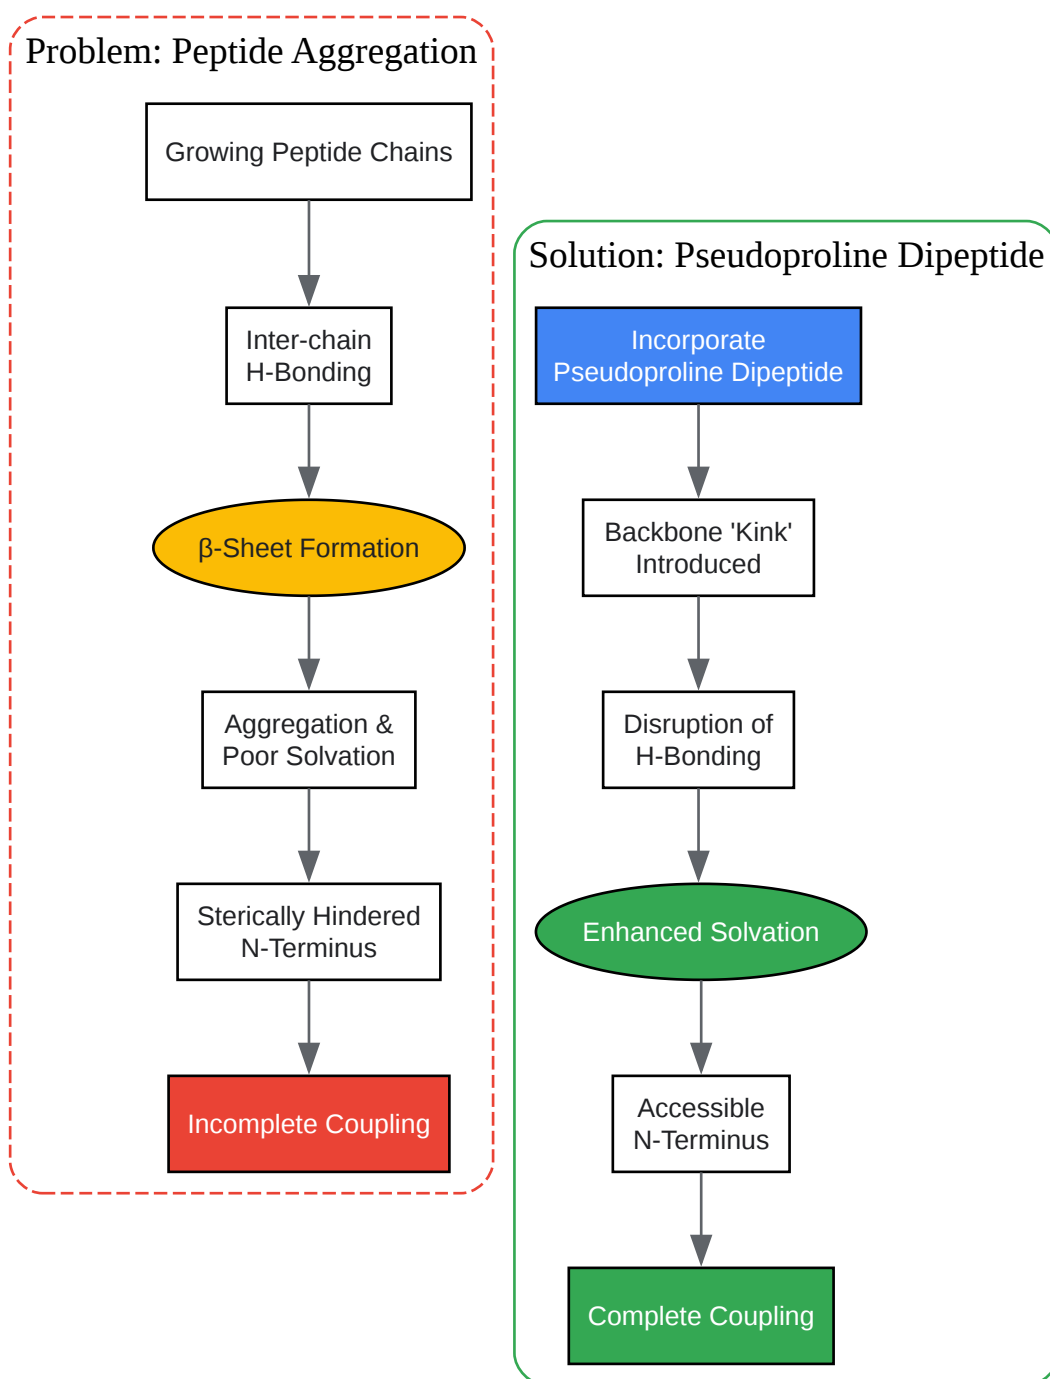 Problem: Peptide Aggregation
Growing Peptide Chains
Inter-chain
H-Bonding
β-Sheet Formation
Aggregation &
Poor Solvation
Sterically Hindered
N-Terminus
Incomplete Coupling
Solution: Pseudoproline Dipeptide
Incorporate
Pseudoproline Dipeptide
Backbone 'Kink'
Introduced
Disruption of
H-Bonding
Enhanced Solvation
Accessible
N-Terminus
Complete Coupling